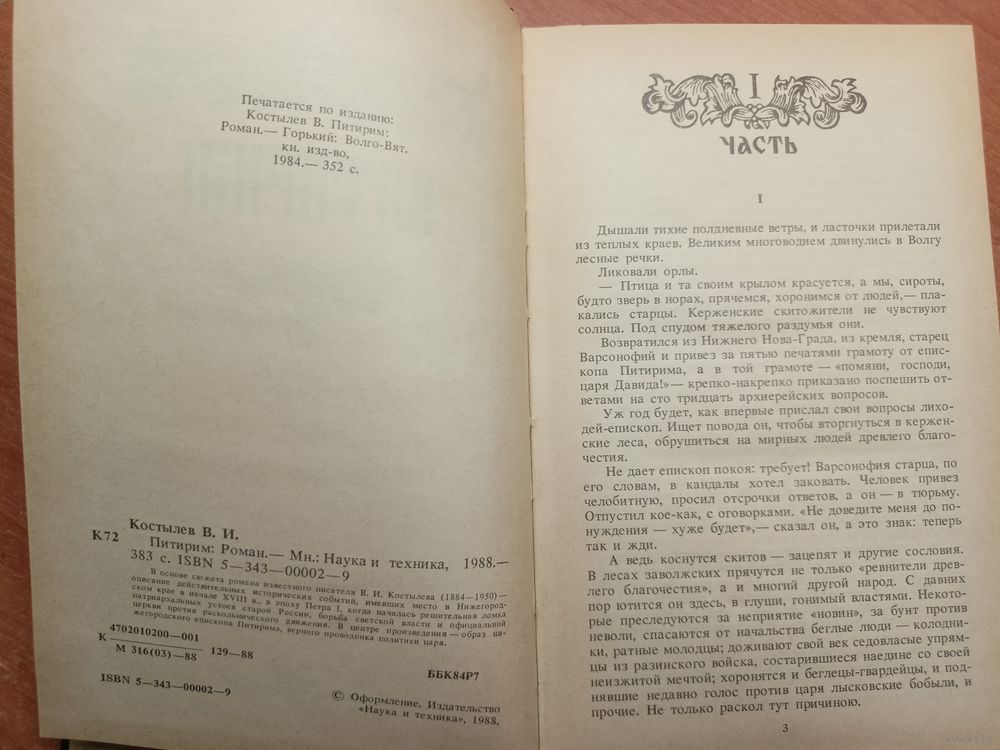 Печатается по изданию:
Костылев В. Питирим:
Роман.— Горький: Волго-Вят.
кн. изд-во,
1984.— 352 с.
Костылев В. И.
К72
Питирим: Роман.— Мн.: Наука и техника, 1988.—
383 с. ISBN 5—343—00002—9
В основе сюжета романа известного писателя В. И. Костылева (1884—1950)—
описание действительных исторических событий, имевших место в Нижегород-
ском крае в начале XVIII в., в эпоху Петра I, когда началась решительная ломка
патриархальных устоев старой России, борьба светской власти и официальной
церкви против раскольничьего движения. В центре произведения — образ ни-
жегородского епископа Питирима, верного проводника политики царя.
4702010200—001
К 129—88
М 316(03)—88
ББК84Р7
ISBN 5—343—00002—9
© Оформление. Издательство
«Наука и техника», 1988.
I
ЧАСТЬ
I
Дышали тихие полдневные ветры, и ласточки прилетали
из теплых краев. Великим многоводием двинулись в Волгу
лесные речки.
Ликовали орлы.
— Птица и та своим крылом красуется, а мы, сироты,
будто зверь в норах, прячемся, хоронимся от людей,— пла-
кались старцы. Керженские скитожители не чувствуют
солнца. Под спудом тяжелого раздумья они.
Возвратился из Нижнего Нова-Града, из кремля, старец
Варсонофий и привез за пятью печатями грамоту от епис-
копа Питирима, а в той грамоте — «помяни, господи,
царя Давида!»— крепко-накрепко приказано поспешить от-
ветами на сто тридцать архиерейских вопросов.
Уж год будет, как впервые прислал свои вопросы лихо-
дей-епископ. Ищет повода он, чтобы вторгнуться в кержен-
ские леса, обрушиться на мирных людей древлего благо-
честия.
Не дает епископ покоя: требует! Варсонофия старца, по
его словам, в кандалы хотел заковать. Человек привез
челобитную, просил отсрочки ответов, а он — в тюрьму.
Отпустил кое-как, с оговорками. «Не доведите меня до по-
нуждения — хуже будет»,— сказал он, а это знак: теперь
так и жди.
А ведь коснутся скитов — зацепят и другие сословия.
В лесах заволжских прячутся не только «ревнители древ-
лего благочестия», а и многий другой народ. С давних
пор ютится он здесь, в глуши, гонимый властями. Некото-
рые преследуются за неприятие «новин», за бунт против
неволи, спасаются от начальства беглые люди — колодни-
ки, ратные молодцы; доживают свой век седовласые упрям-
цы из разинского войска, состарившиеся наедине со своей
неизжитой мечтой; хоронятся и беглецы-гвардейцы, и под-
нявшие недавно голос против царя лысковские бобыли, и
прочие. Не только раскол тут причиною.
3